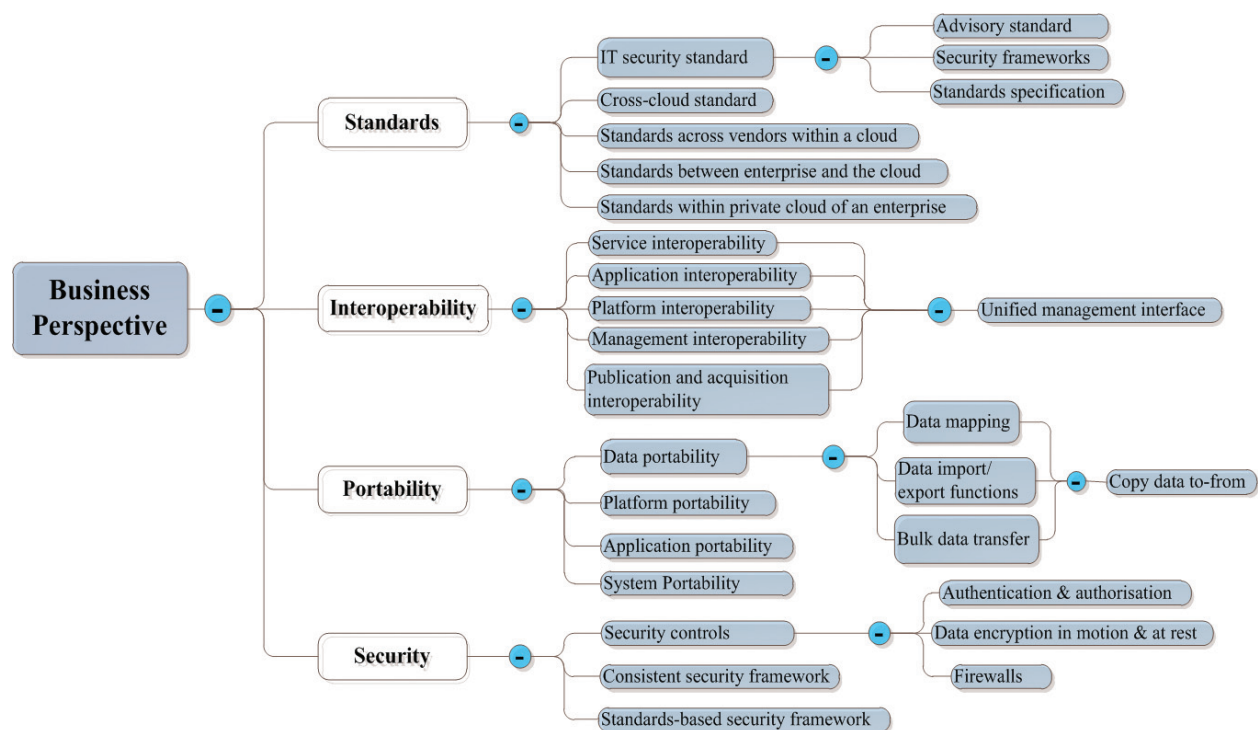 Business
Perspective
Standards
IT security standard
Advisory standard
Security frameworks
Standards specification
Cross-cloud standard
Standards across vendors within a cloud
Standards between enterprise and the cloud
Standards within private cloud of an enterprise
Interoperability
Service interoperability
Application interoperability
Platform interoperability
Management interoperability
Publication and acquisition
interoperability
Unified management interface
Portability
Data portability
Data mapping
Data import/
export functions
Bulk data transfer
Copy data to-from
Platform portability
Application portability
System Portability
Security
Security controls
Authentication & authorisation
Data encryption in motion & at rest
Firewalls
Consistent security framework
Standards-based security framework